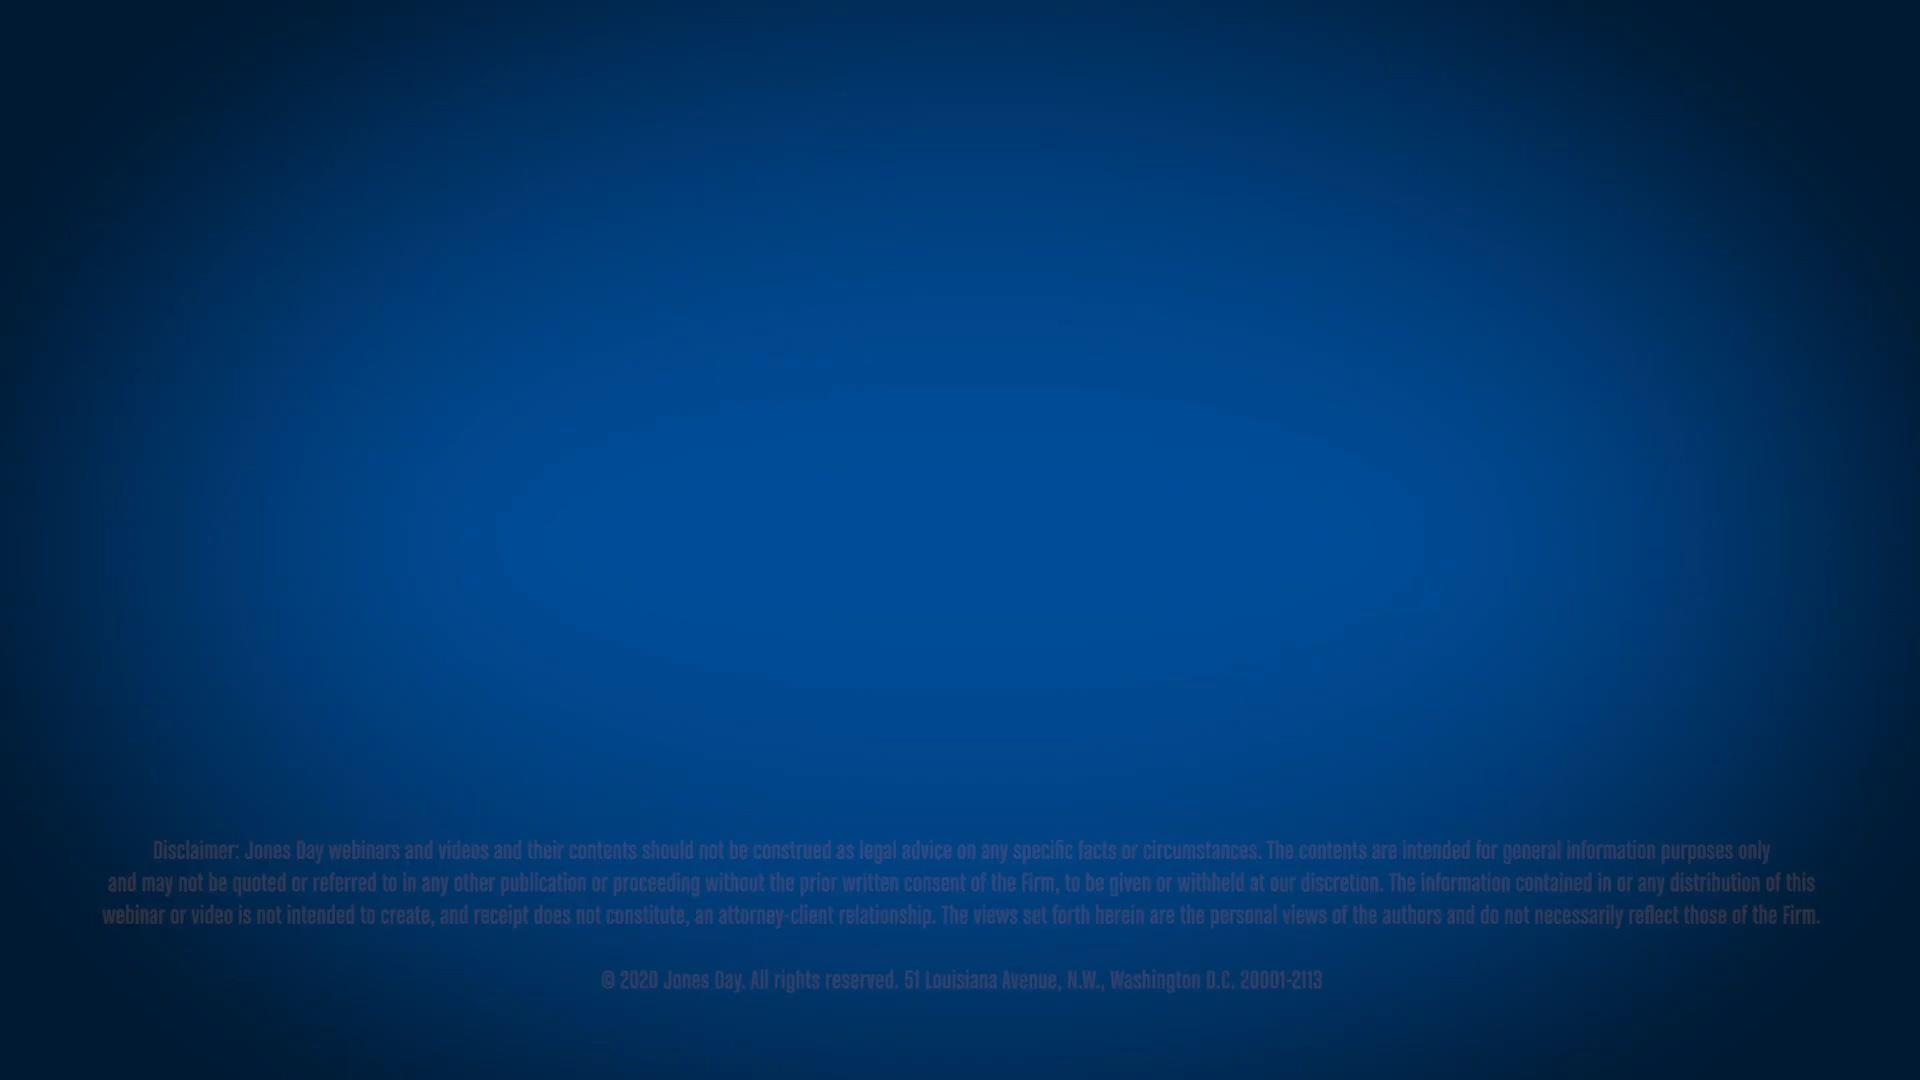 Disclaimer: Jones Day webinars and videos and their contents should not be construed as legal advice on any specific facts or circumstances. The contents are intended for general information purposes only
and may not be quoted or referred to in any other publication or proceeding without the prior written consent of the Firm, to be given or withheld at our discretion. The information contained in or any distribution of this
webinar or video is not intended to create, and receipt does not constitute, an attorney-client relationship. The views set forth herein are the personal views of the authors and do not necessarily reflect those of the Firm.
© 2020 Jones Day. All rights reserved. 51 Louisiana Avenue, N.W., Washington D.C. 20001-2113